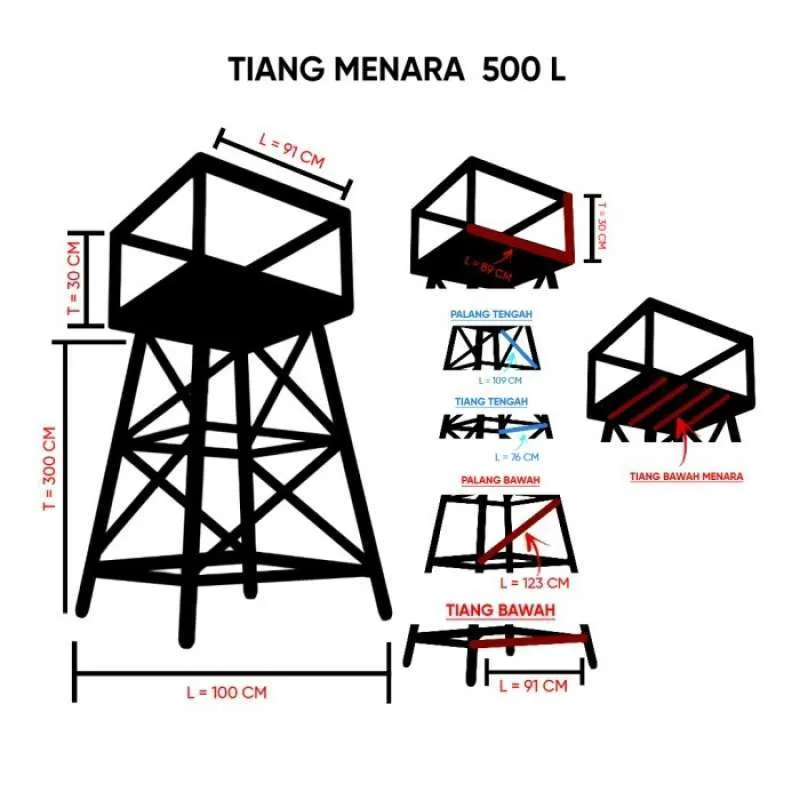 TIANG MENARA 500 L
L = 91 CM
T = 30 CM
T = 300 CM
L = 100 CM
L = 89 CM
T = 30 CM
PALANG TENGAH
L = 109 CM
TIANG TENGAH
L = 76 CM
PALANG BAWAH
L = 123 CM
TIANG BAWAH
L = 91 CM
TIANG BAWAH MENARA